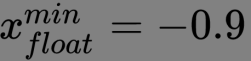 $x_{float}^{min} = -0.9$